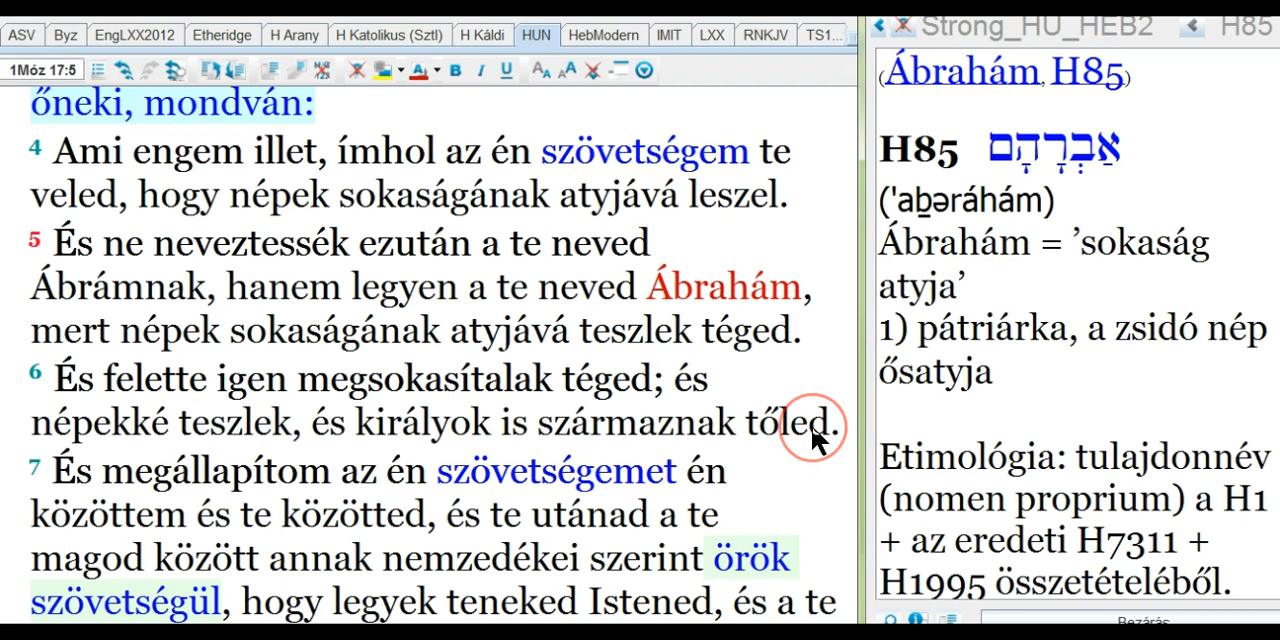 ASV Byz EngLXX2012 Etheridge H Arany H Katolikus (Sztl) H Káldi HUN HebModern IMIT LXX RNKJV TS1...
1Móz 17:5
őneki, mondván:
4 Ami engem illet, ímhol az én szövetségem te
veled, hogy népek sokaságának atyjává leszel.
5 És ne neveztessék ezután a te neved
Ábrámnak, hanem legyen a te neved Ábrahám,
mert népek sokaságának atyjává teszlek téged.
6 És felette igen megsokasítalak téged; és
népekké teszlek, és királyok is származnak tőled.
7 És megállapítom az én szövetségemet én
közöttem és te közötted, és te utánad a te
magod között annak nemzedékei szerint örök
szövetségül, hogy legyek teneked Istened, és a te
Strong_HU_HEB2 H85
(Ábrahám, H85)
H85 אַבְרָהָם
('aḇəráhám)
Ábrahám = ’sokaság
atyja’
1) pátriárka, a zsidó nép
ősatyja
Etimológia: tulajdonnév
(nomen proprium) a H1
+ az eredeti H7311 +
H1995 összetételéből.
Bezárás